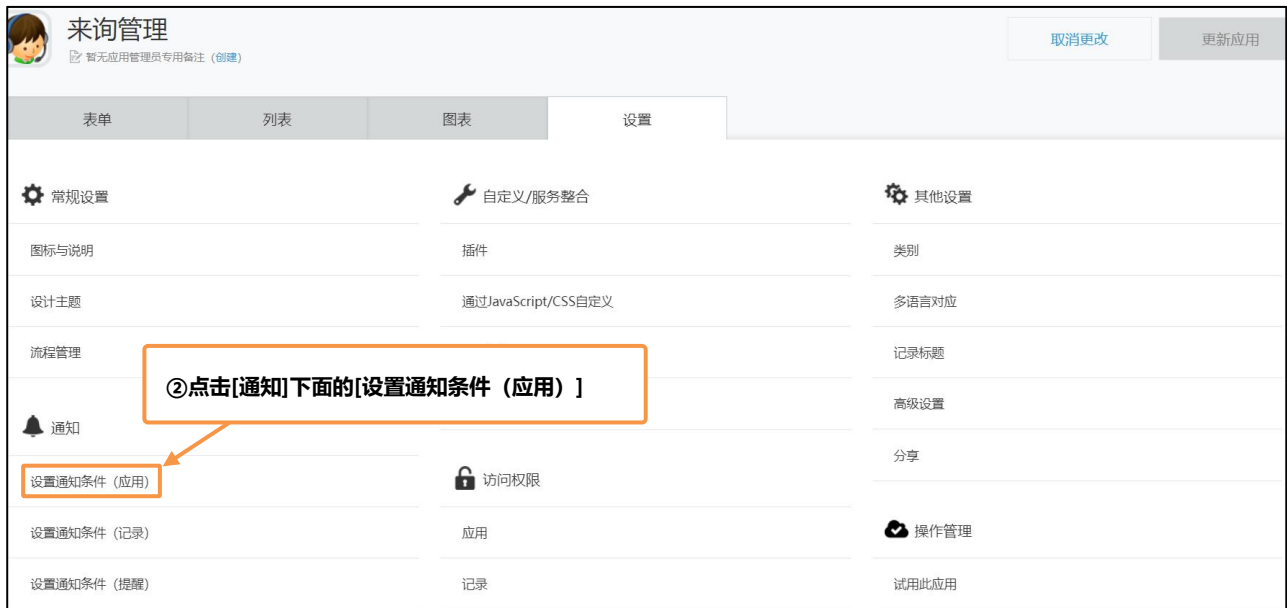 来询管理
暂无应用管理员专用备注（创建）
取消更改
更新应用
表单
列表
图表
设置
常规设置
图标与说明
设计主题
流程管理
②点击[通知]下面的[设置通知条件（应用）]
通知
设置通知条件（应用）
设置通知条件（记录）
设置通知条件（提醒）
自定义/服务整合
插件
通过JavaScript/CSS自定义
访问权限
应用
记录
其他设置
类别
多语言对应
记录标题
高级设置
分享
操作管理
试用此应用